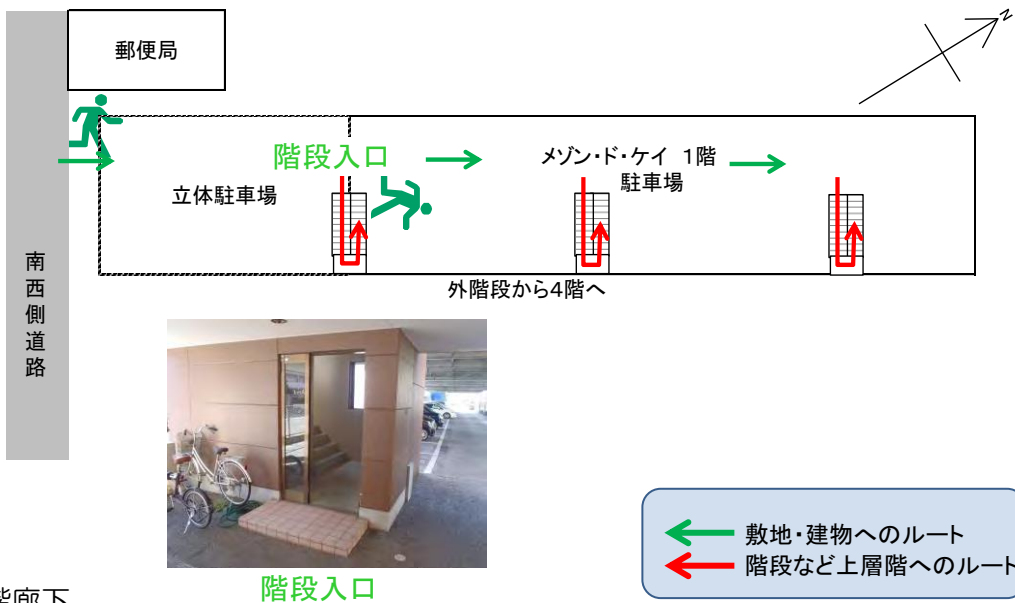 郵便局
N
階段入口
メゾン・ド・ケイ 1階
駐車場
立体駐車場
外階段から4階へ
南西側道路
敷地・建物へのルート
階段など上層階へのルート
階段入口
階廊下